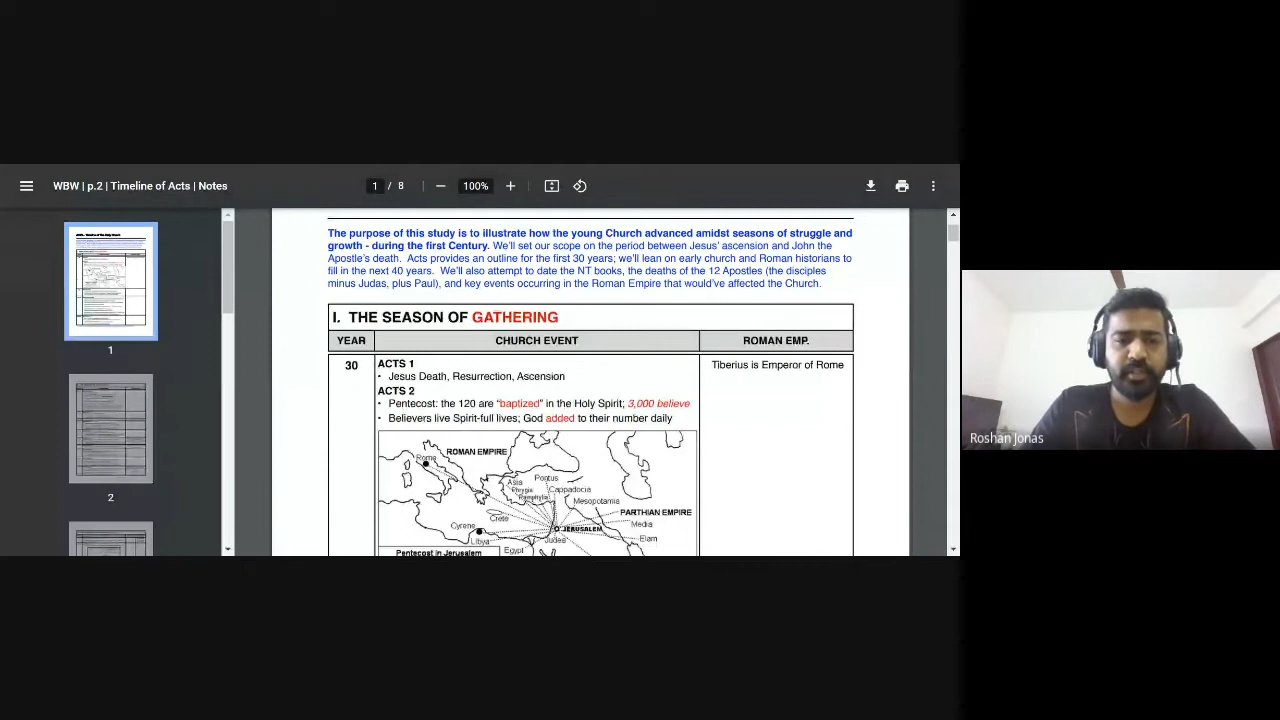 WBW | p.2 | Timeline of Acts | Notes
1 / 8
100%
The purpose of this study is to illustrate how the young Church advanced amidst seasons of struggle and
growth - during the first Century. We'll set our scope on the period between Jesus' ascension and John the
Apostle's death. Acts provides an outline for the first 30 years; we'll lean on early church and Roman historians to
fill in the next 40 years. We'll also attempt to date the NT books, the deaths of the 12 Apostles (the disciples
minus Judas, plus Paul), and key events occurring in the Roman Empire that would've affected the Church.
I. THE SEASON OF GATHERING
YEAR CHURCH EVENT ROMAN EMP.
30 ACTS 1 Tiberius is Emperor of Rome
• Jesus Death, Resurrection, Ascension
ACTS 2
• Pentecost: the 120 are "baptized" in the Holy Spirit; 3,000 believe
• Believers live Spirit-full lives; God added to their number daily
ROMAN EMPIRE
Rome
Pontus
Asia
Cappadocia
Phrygia
Pamphylia
Mesopotamia
PARTHIAN EMPIRE
Crete
Media
Cyrene
JERUSALEM
Elam
Libya
Judea
Egypt
Pentecost in Jerusalem
1
2
Roshan Jonas